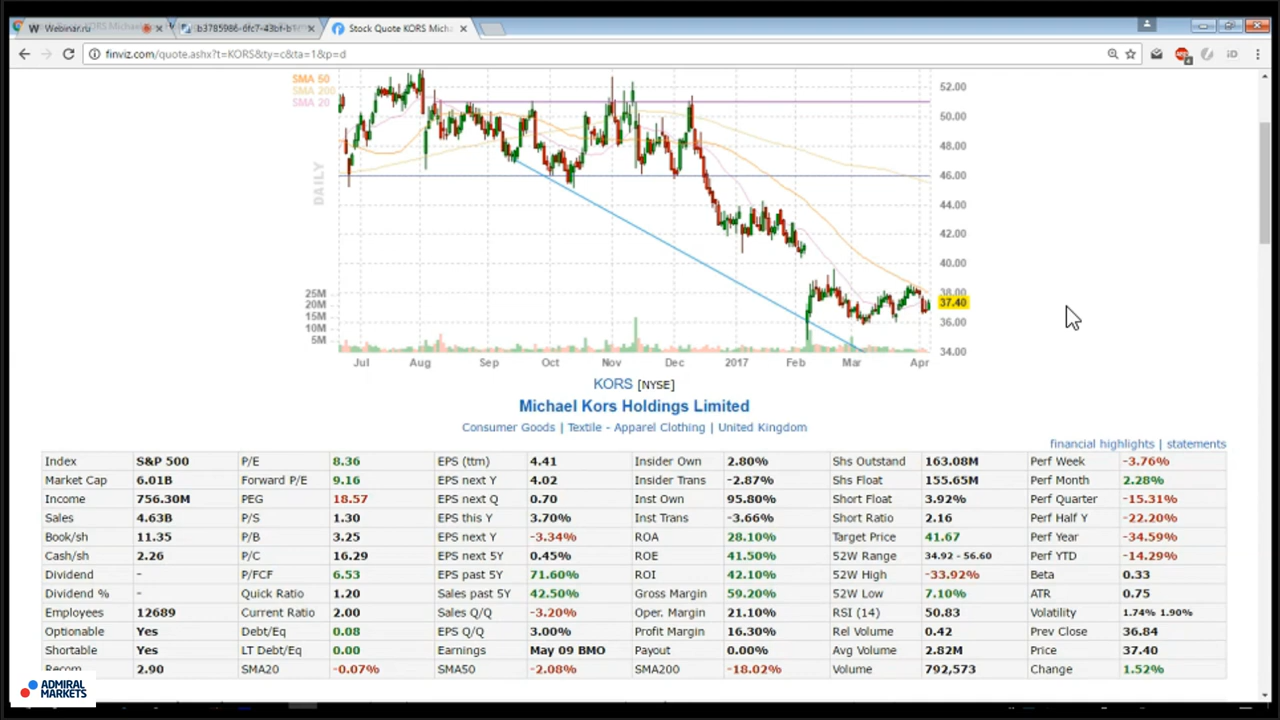 Webinar.ru
b3785986-6fc7-43bf-b1
Stock Quote KORS Mich
finviz.com/quote.ashx?t=KORS&ty=c&ta=1&p=d
SMA 50
SMA 200
SMA 20
DAILY
52.00
50.00
48.00
46.00
44.00
42.00
40.00
38.00
37.40
36.00
34.00
25M
20M
15M
10M
5M
Jul Aug Sep Oct Nov Dec 2017 Feb Mar Apr
KORS [NYSE]
Michael Kors Holdings Limited
Consumer Goods | Textile - Apparel Clothing | United Kingdom
financial highlights | statements
Index S&P 500 P/E 8.36 EPS (ttm) 4.41 Insider Own 2.80% Shs Outstand 163.08M Perf Week -3.76%
Market Cap 6.01B Forward P/E 9.16 EPS next Y 4.02 Insider Trans -2.87% Shs Float 155.65M Perf Month 2.28%
Income 756.30M PEG 18.57 EPS next Q 0.70 Inst Own 95.80% Short Float 3.92% Perf Quarter -15.31%
Sales 4.63B P/S 1.30 EPS this Y 3.70% Inst Trans -3.66% Short Ratio 2.16 Perf Half Y -22.20%
Book/sh 11.35 P/B 3.25 EPS next Y -3.34% ROA 28.10% Target Price 41.67 Perf Year -34.59%
Cash/sh 2.26 P/C 16.29 EPS next 5Y 0.45% ROE 41.50% 52W Range 34.92 - 56.60 Perf YTD -14.29%
Dividend - P/FCF 6.53 EPS past 5Y 71.60% ROI 42.10% 52W High -33.92% Beta 0.33
Dividend % - Quick Ratio 1.20 Sales past 5Y 42.50% Gross Margin 59.20% 52W Low 7.10% ATR 0.75
Employees 12689 Current Ratio 2.00 Sales Q/Q -3.20% Oper. Margin 21.10% RSI (14) 50.83 Volatility 1.74% 1.90%
Optionable Yes Debt/Eq 0.08 EPS Q/Q 3.00% Profit Margin 16.30% Rel Volume 0.42 Prev Close 36.84
Shortable Yes LT Debt/Eq 0.00 Earnings May 09 BMO Payout 0.00% Avg Volume 2.82M Price 37.40
Recom 2.90 SMA20 -0.07% SMA50 -2.08% SMA200 -18.02% Volume 792,573 Change 1.52%
ADMIRAL
MARKETS